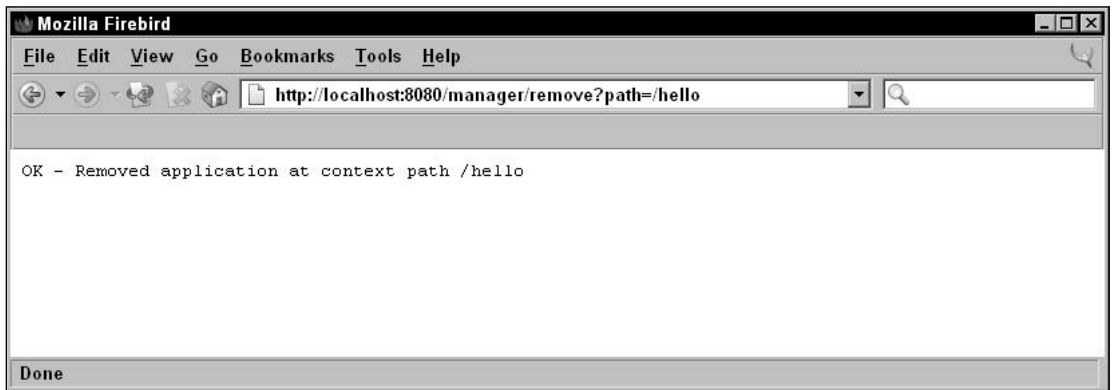 Mozilla Firebird
File Edit View Go Bookmarks Tools Help
http://localhost:8080/manager/remove?path=/hello
OK - Removed application at context path /hello
Done